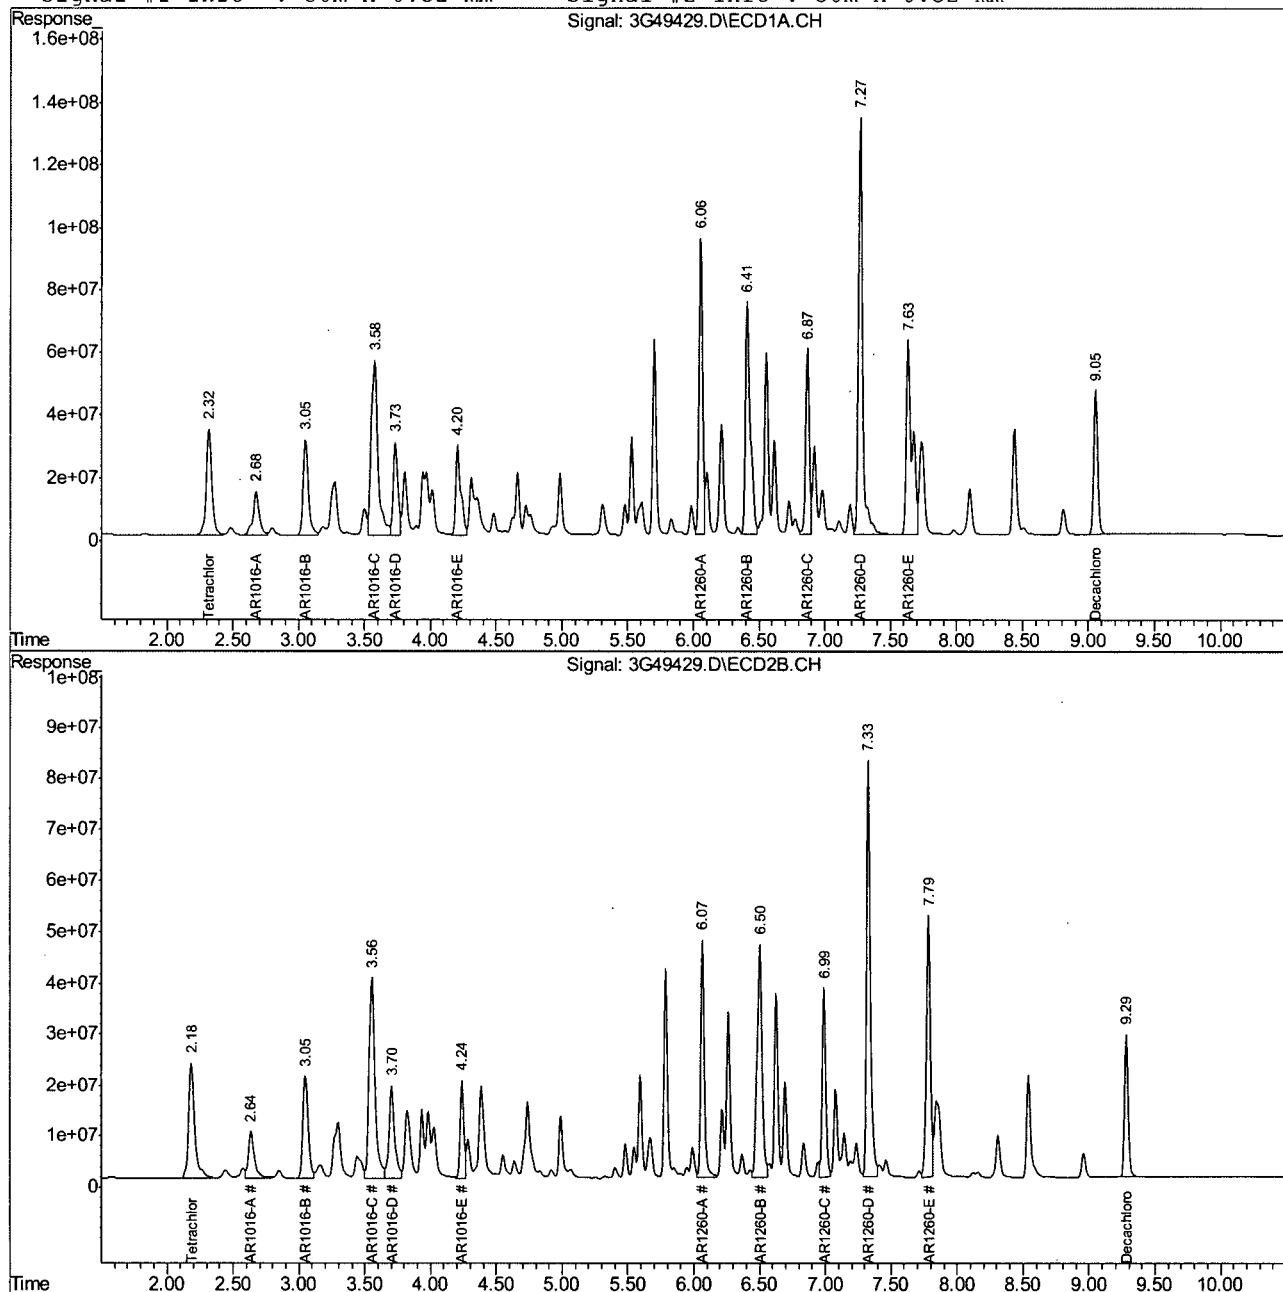 Signal: 3G49429.D\ECD1A.CH
Response_
1.6e+08
1.4e+08
1.2e+08
1e+08
8e+07
6e+07
4e+07
2e+07
0
2.32
2.68
3.05
3.58
3.73
4.20
6.06
6.41
6.87
7.27
7.63
9.05
Tetrachlor
AR1016-A
AR1016-B
AR1016-C
AR1016-D
AR1016-E
AR1260-A
AR1260-B
AR1260-C
AR1260-D
AR1260-E
Decachloro
Time 2.00 2.50 3.00 3.50 4.00 4.50 5.00 5.50 6.00 6.50 7.00 7.50 8.00 8.50 9.00 9.50 10.00
Response_
Signal: 3G49429.D\ECD2B.CH
1e+08
9e+07
8e+07
7e+07
6e+07
5e+07
4e+07
3e+07
2e+07
1e+07
0
2.18
2.64
3.05
3.56
3.70
4.24
6.07
6.50
6.99
7.33
7.79
9.29
Tetrachlor
AR1016-A #
AR1016-B #
AR1016-C #
AR1016-D #
AR1016-E #
AR1260-A #
AR1260-B #
AR1260-C #
AR1260-D #
AR1260-E #
Decachloro
Time 2.00 2.50 3.00 3.50 4.00 4.50 5.00 5.50 6.00 6.50 7.00 7.50 8.00 8.50 9.00 9.50 10.00